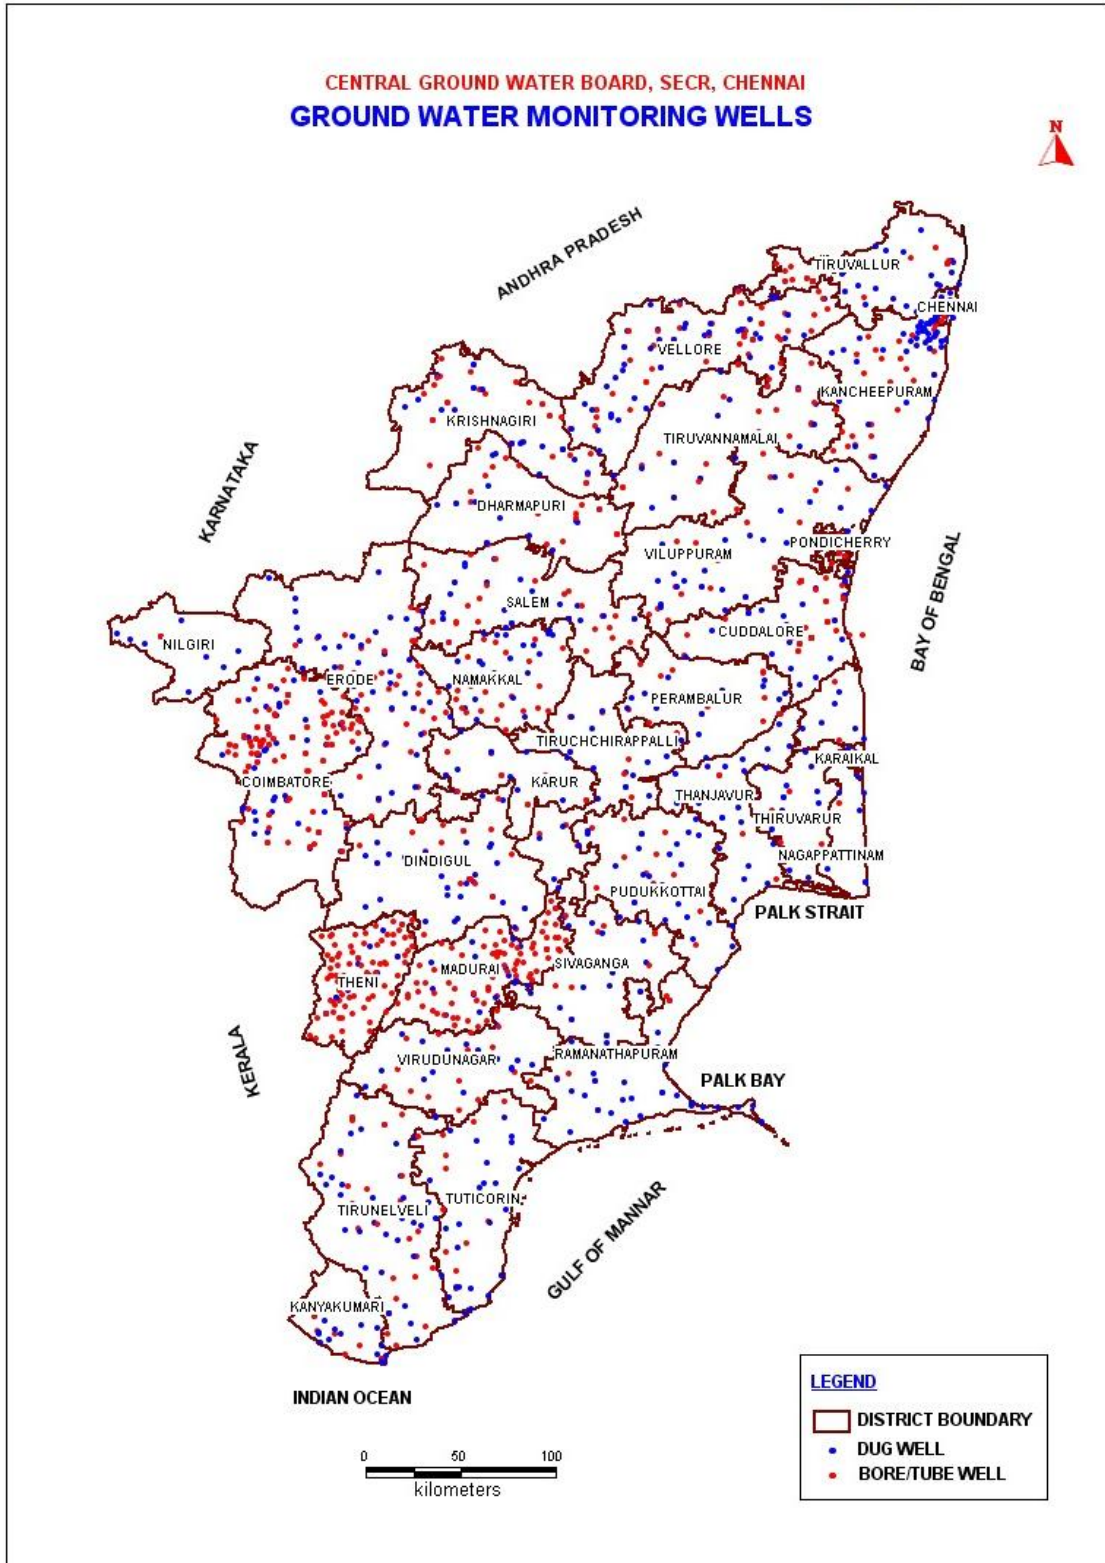 CENTRAL GROUND WATER BOARD, SECR, CHENNAI
GROUND WATER MONITORING WELLS
N
ANDHRA PRADESH
TIRUVALLUR
CHENNAI
VELLORE
KANCHEEPURAM
KRISHNAGIRI
TIRUVANNAMALAI
KARNATAKA
DHARMAPURI
PONDICHERRY
VILUPPURAM
BAY OF BENGAL
SALEM
CUDDALORE
NILGIRI
ERODE
NAMAKKAL
PERAMBALUR
TIRUCHCHIRAPPALLI
KARAIKAL
COIMBATORE
KARUR
THANJAVUR
THIRUVARUR
DINDIGUL
NAGAPPATTINAM
PUDUKKOTTAI
PALK STRAIT
THENI
MADURAI
SIVAGANGA
KERALA
VIRUDUNAGAR
RAMANATHAPURAM
PALK BAY
TIRUNELVELI
TUTICORIN
GULF OF MANNAR
KANYAKUMARI
INDIAN OCEAN
LEGEND
DISTRICT BOUNDARY
DUG WELL
BORE/TUBE WELL
0 50 100
kilometers